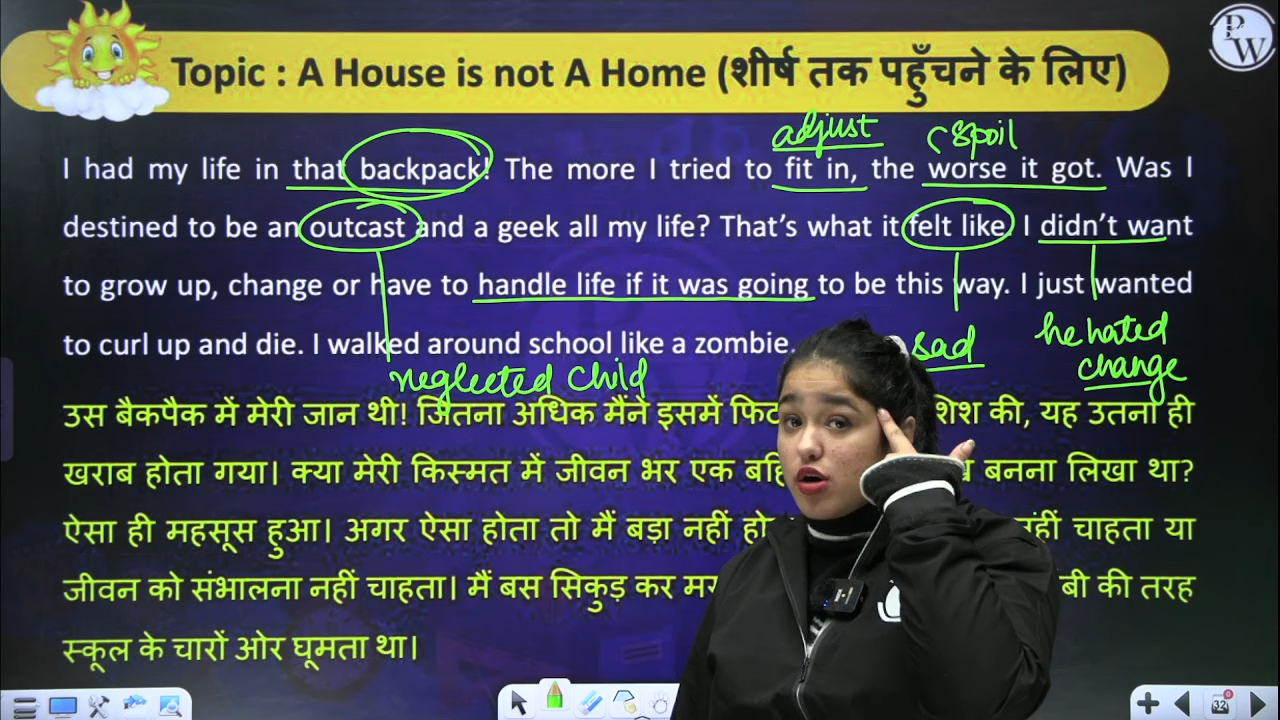 Topic : A House is not A Home (शीर्ष तक पहुँचने के लिए)
PW
adjust
spoil
I had my life in that backpack! The more I tried to fit in, the worse it got. Was I
destined to be an outcast and a geek all my life? That’s what it felt like I didn’t want
to grow up, change or have to handle life if it was going to be this way. I just wanted
to curl up and die. I walked around school like a zombie.
sad
he hated
change
neglected child
उस बैकपैक में मेरी जान थी! जितना अधिक मैंने इसमें की, यह उतना ही
खराब होता गया। क्या मेरी किस्मत में जीवन भर एक बनना लिखा था?
ऐसा ही महसूस हुआ। अगर ऐसा होता तो मैं बड़ा नहीं चाहता या
जीवन को संभालना नहीं चाहता। मैं बस सिकुड़ कर की तरह
स्कूल के चारों ओर घूमता था।
32